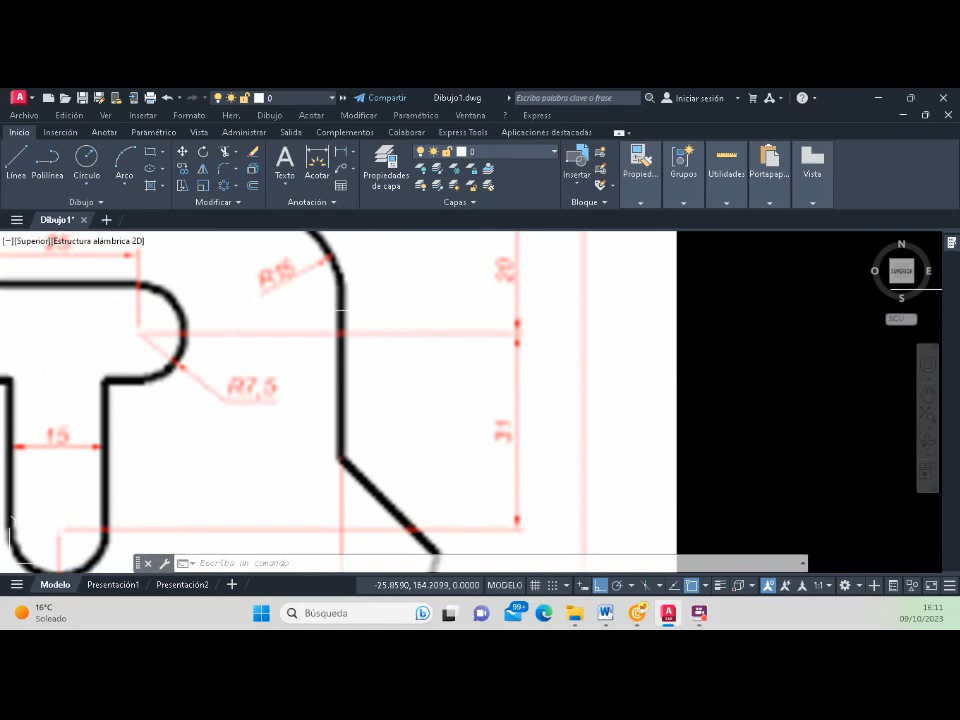 A
0
Compartir
Dibujo1.dwg
Escriba palabra clave o frase
Iniciar sesión
Archivo Edición Ver Insertar Formato Herr. Dibujo Acotar Modificar Paramétrico Ventana ? Express
Inicio Inserción Anotar Paramétrico Vista Administrar Salida Complementos Colaborar Express Tools Aplicaciones destacadas
0
Línea Polilínea Círculo Arco Texto Acotar Propiedades de capa Insertar Propied... Grupos Utilidades Portapap... Vista
Dibujo Modificar Anotación Capas Bloque
Dibujo1*
[−][Superior][Estructura alámbrica 2D]
N
O SUPERIOR E
S
SCU
R15
20
R7,5
15
31
Escriba un comando
Modelo Presentación1 Presentación2
-25.8590, 164.2099, 0.0000 MODELO
1:1
16°C
Soleado
Búsqueda
99+
16:11
09/10/2023